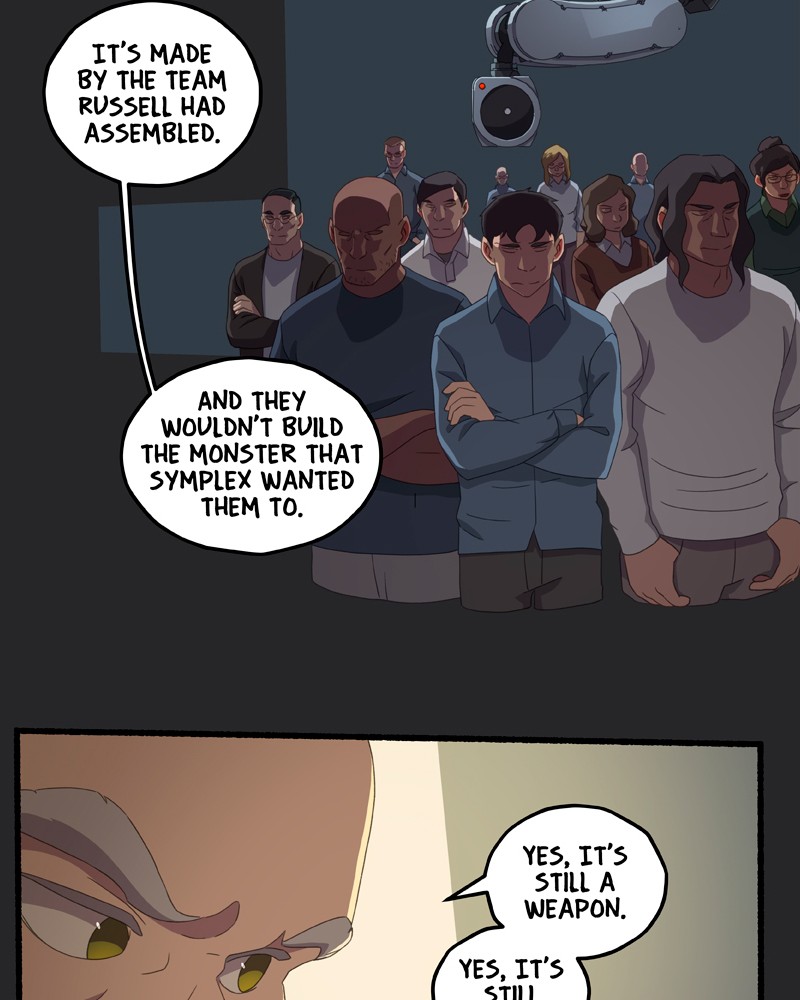 IT'S MADE
BY THE TEAM
RUSSELL HAD
ASSEMBLED.
AND THEY
WOULDN'T BUILD
THE MONSTER THAT
SYMPLEX WANTED
THEM TO.
YES, IT'S
STILL A
WEAPON.
YES, IT'S
STILL